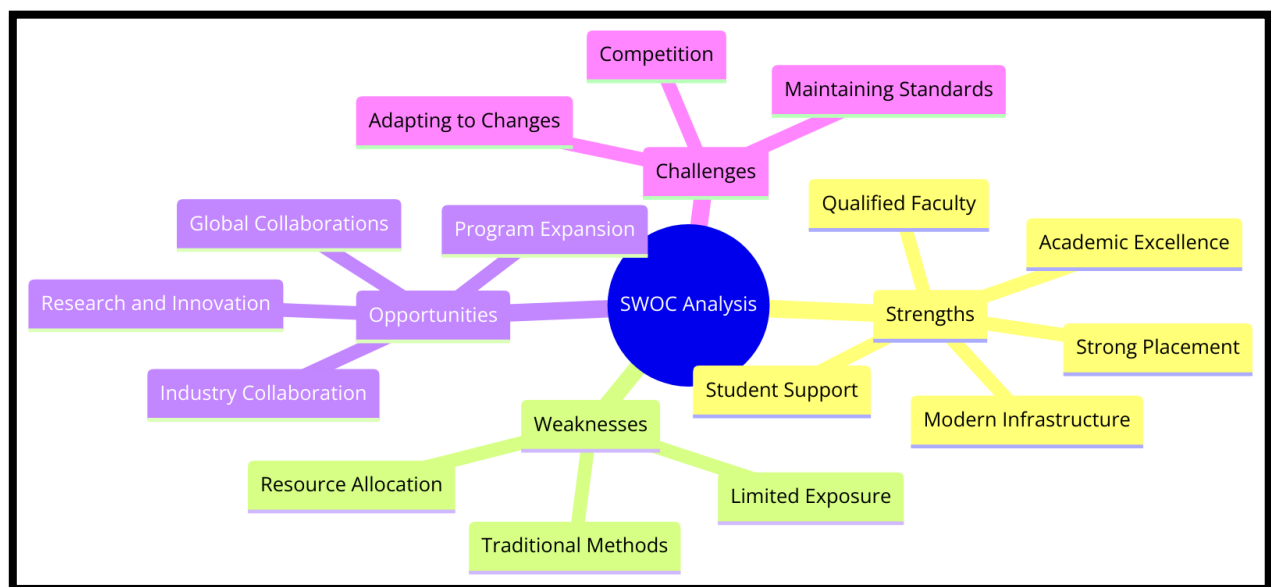 Competition
Maintaining Standards
Adapting to Changes
Challenges
Qualified Faculty
Global Collaborations
Program Expansion
Academic Excellence
Research and Innovation
Opportunities
SWOC Analysis
Strengths
Strong Placement
Industry Collaboration
Student Support
Modern Infrastructure
Weaknesses
Resource Allocation
Limited Exposure
Traditional Methods